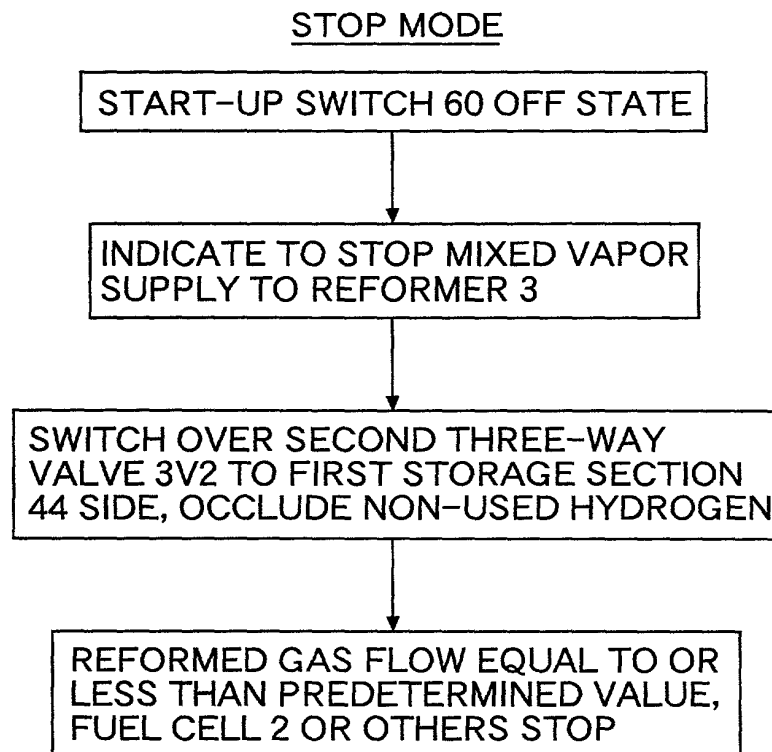 STOP MODE
START-UP SWITCH 60 OFF STATE
INDICATE TO STOP MIXED VAPOR
SUPPLY TO REFORMER 3
SWITCH OVER SECOND THREE-WAY
VALVE 3V2 TO FIRST STORAGE SECTION
44 SIDE, OCCLUDE NON-USED HYDROGEN
REFORMED GAS FLOW EQUAL TO OR
LESS THAN PREDETERMINED VALUE,
FUEL CELL 2 OR OTHERS STOP